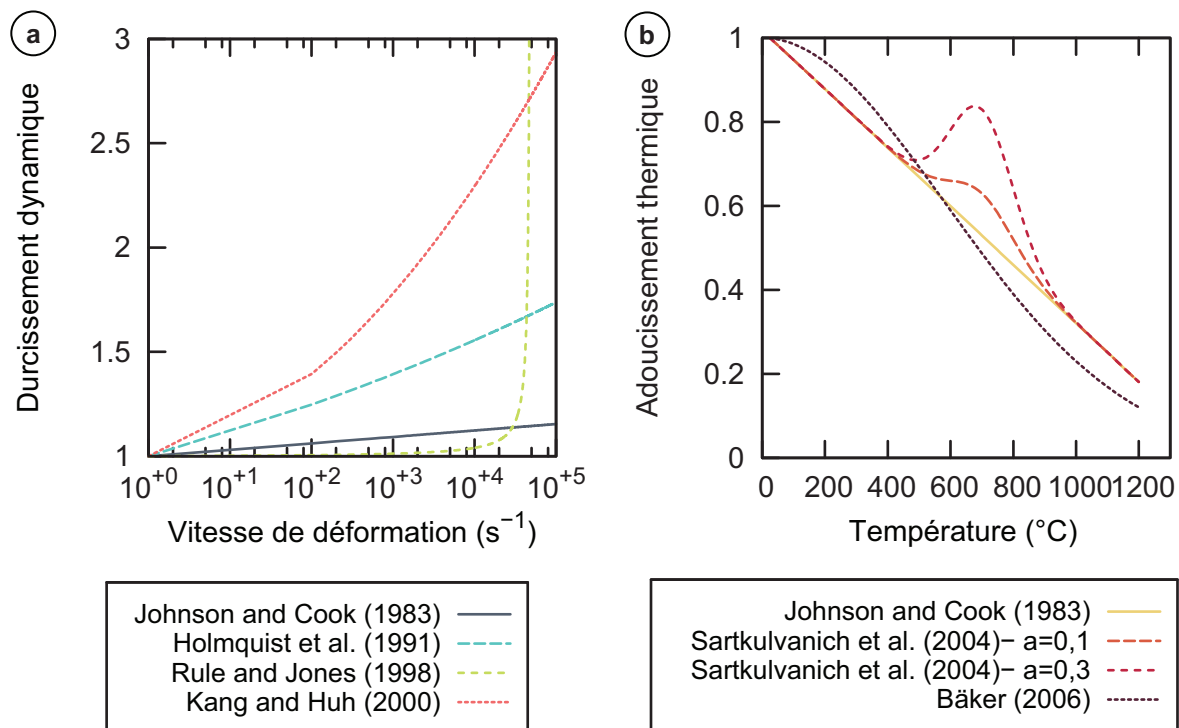 a
Durcissement dynamique
3
2.5
2
1.5
1
10+0 10+1 10+2 10+3 10+4 10+5
Vitesse de déformation (s−1)
Johnson and Cook (1983)
Holmquist et al. (1991)
Rule and Jones (1998)
Kang and Huh (2000)
b
Adoucissement thermique
1
0.8
0.6
0.4
0.2
0
0 200 400 600 800 1000 1200
Température (°C)
Johnson and Cook (1983)
Sartkulvanich et al. (2004)− a=0,1
Sartkulvanich et al. (2004)− a=0,3
Bäker (2006)